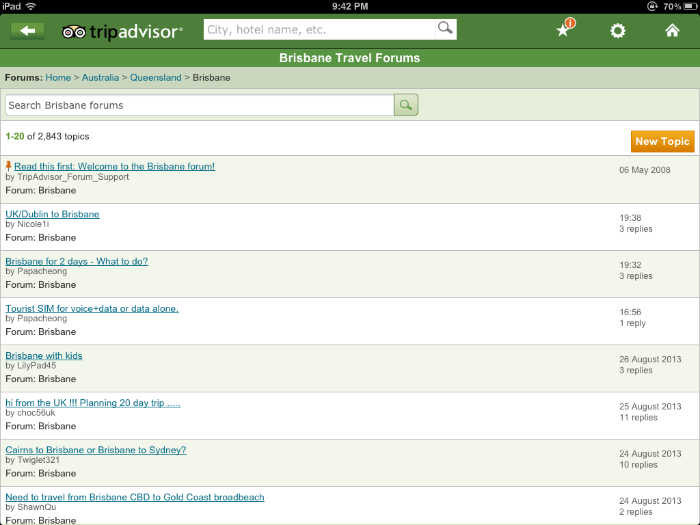 iPad 9:42 PM 70%
tripadvisor® City, hotel name, etc. i
Brisbane Travel Forums
Forums: Home > Australia > Queensland > Brisbane
Search Brisbane forums
1-20 of 2,843 topics
New Topic
Read this first: Welcome to the Brisbane forum!
by TripAdvisor_Forum_Support
06 May 2008
Forum: Brisbane
UK/Dublin to Brisbane
by Nicole1i
19:38
Forum: Brisbane
3 replies
Brisbane for 2 days - What to do?
by Papacheong
19:32
Forum: Brisbane
3 replies
Tourist SIM for voice+data or data alone.
by Papacheong
16:56
Forum: Brisbane
1 reply
Brisbane with kids
by LilyPad45
26 August 2013
Forum: Brisbane
3 replies
hi from the UK !!! Planning 20 day trip .....
by choc56uk
25 August 2013
Forum: Brisbane
11 replies
Cairns to Brisbane or Brisbane to Sydney?
by Twiglet321
24 August 2013
Forum: Brisbane
10 replies
Need to travel from Brisbane CBD to Gold Coast broadbeach
by ShawnQu
24 August 2013
Forum: Brisbane
2 replies